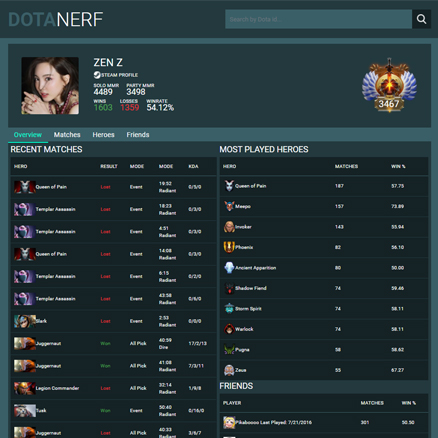 DOTANERF
Search by Dota Id...
ZEN Z
STEAM PROFILE
SOLO MMR PARTY MMR
4489 3498
WINS LOSSES WINRATE
1603 1359 54.12%
3467
Overview Matches Heroes Friends
RECENT MATCHES
HERO RESULT MODE MODE KDA
Queen of Pain Lost Event 19:52 Radiant 0/3/0
Templar Assassin Lost Event 18:23 Radiant 0/3/0
Templar Assassin Lost Event 4:51 Radiant 0/3/0
Queen of Pain Lost Event 14:08 Radiant 0/3/0
Templar Assassin Lost Event 6:15 Radiant 0/2/0
Templar Assassin Lost Event 43:58 Radiant 0/6/0
Slark Lost Event 2:53 Radiant 0/0/0
Juggernaut Won All Pick 40:59 Dire 17/2/13
Juggernaut Won All Pick 41:08 Radiant 7/3/11
Legion Commander Lost All Pick 32:14 Radiant 1/9/8
Tusk Won Event 50:40 Radiant 0/16/0
Juggernaut Lost All Pick 40:33 Radiant 3/6/7
MOST PLAYED HEROES
HERO MATCHES WIN %
Queen of Pain 187 57.75
Meepo 157 73.89
Invoker 143 55.94
Phoenix 82 56.10
Ancient Apparition 80 50.00
Shadow Fiend 74 59.46
Storm Spirit 74 58.11
Warlock 74 58.11
Pugna 58 58.62
Zeus 55 67.27
FRIENDS
PLAYER MATCHES WIN %
Pikaboooo Last Played: 7/21/2016 301 50.50